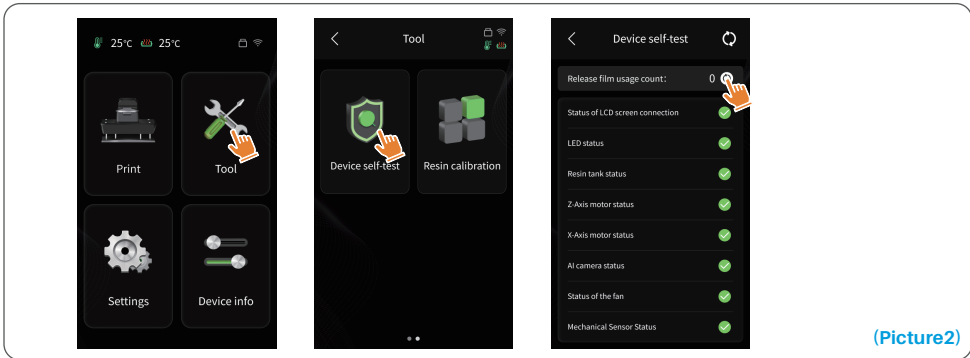 25°C 25°C
Print
Tool
Settings
Device info
Tool
Device self-test
Resin calibration
Device self-test
Release film usage count: 0
Status of LCD screen connection
LED status
Resin tank status
Z-Axis motor status
X-Axis motor status
AI camera status
Status of the fan
Mechanical Sensor Status
(Picture2)